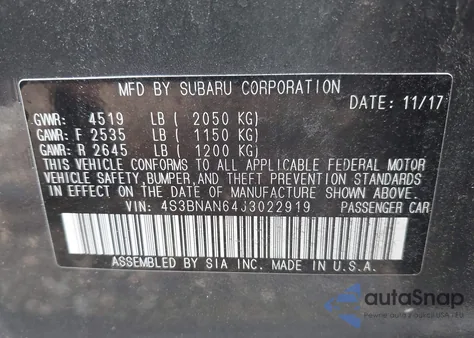 MFD BY SUBARU CORPORATION
DATE: 11/17
GVWR: 4519 LB ( 2050 KG)
GAWR: F 2535 LB ( 1150 KG)
GAWR: R 2645 LB ( 1200 KG)
THIS VEHICLE CONFORMS TO ALL APPLICABLE FEDERAL MOTOR
VEHICLE SAFETY, BUMPER, AND THEFT PREVENTION STANDARDS
IN EFFECT ON THE DATE OF MANUFACTURE SHOWN ABOVE.
VIN: 4S3BNAN64J3022919 PASSENGER CAR
ASSEMBLED BY SIA INC. MADE IN U.S.A.
autoSnap